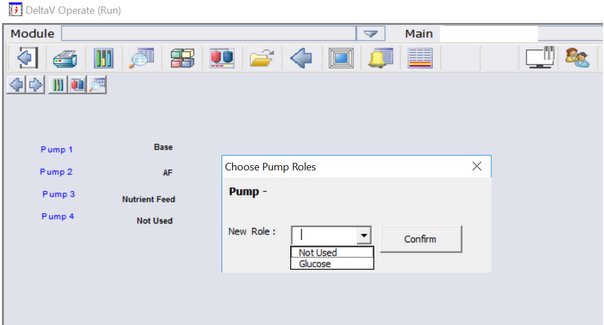 DeltaV Operate (Run)
Module Main
Pump 1 Base
Pump 2 AF
Pump 3 Nutrient Feed
Pump 4 Not Used
Choose Pump Roles
Pump -
New Role :
Confirm
Not Used
Glucose